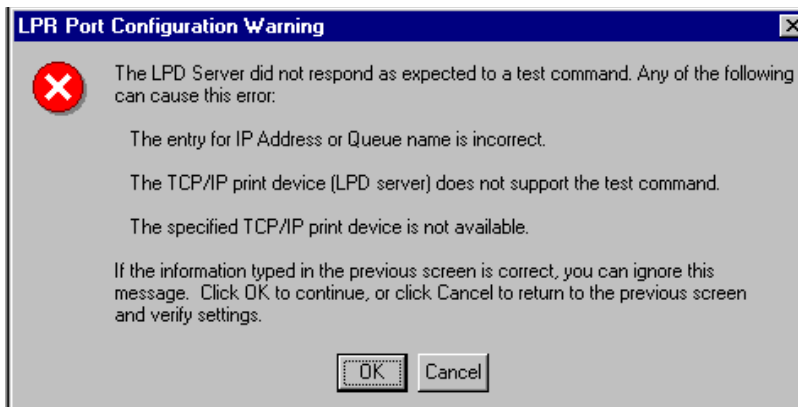 LPR Port Configuration Warning
The LPD Server did not respond as expected to a test command. Any of the following
can cause this error:
The entry for IP Address or Queue name is incorrect.
The TCP/IP print device (LPD server) does not support the test command.
The specified TCP/IP print device is not available.
If the information typed in the previous screen is correct, you can ignore this
message.  Click OK to continue, or click Cancel to return to the previous screen
and verify settings.
OK
Cancel